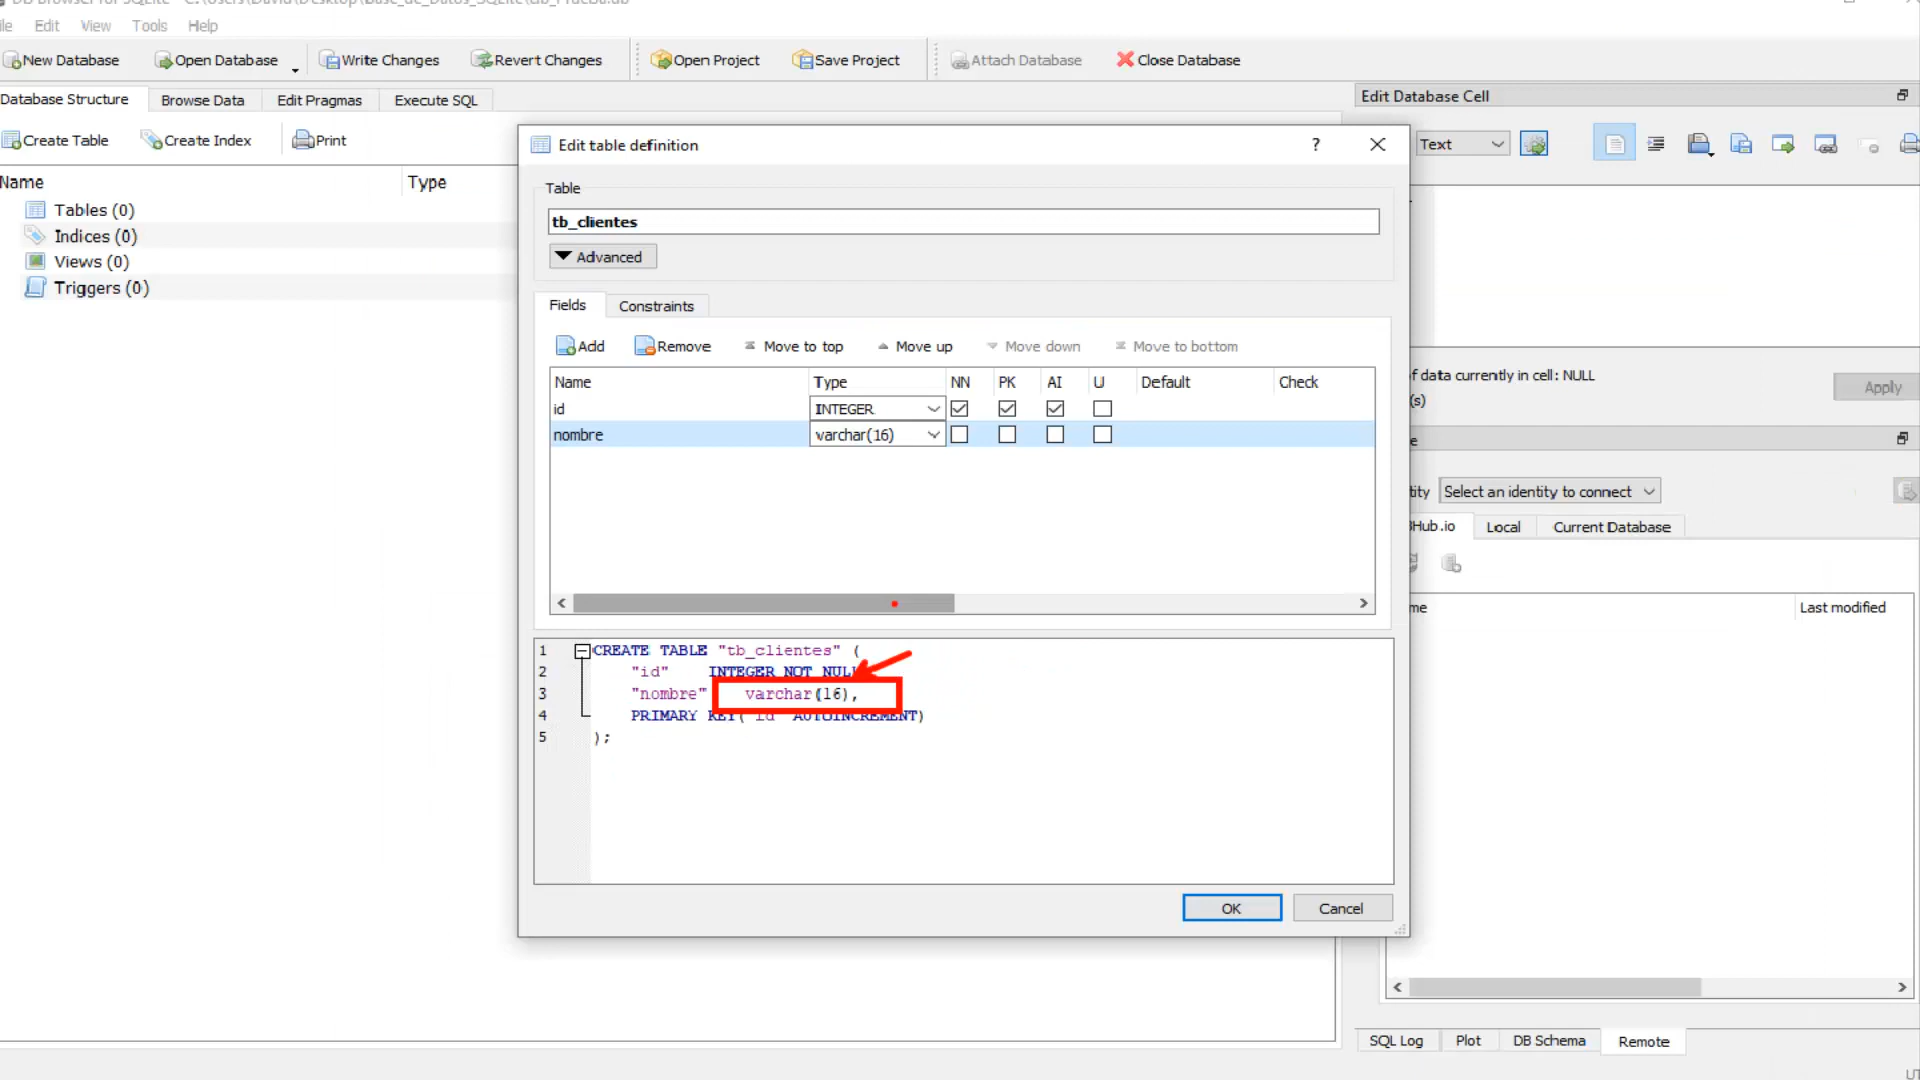 Edit View Tools Help
New Database Open Database Write Changes Revert Changes Open Project Save Project Attach Database Close Database
Database Structure Browse Data Edit Pragmas Execute SQL
Create Table Create Index Print
Name Type
Tables (0)
Indices (0)
Views (0)
Triggers (0)
Edit table definition ?
Table
tb_clientes
Advanced
Fields Constraints
Add Remove Move to top Move up Move down Move to bottom
Name Type NN PK AI U Default Check
id INTEGER
nombre varchar(16)
1 CREATE TABLE "tb_clientes" (
2 "id" INTEGER NOT NULL
3 "nombre" varchar(16),
4 PRIMARY KEY( id AUTOINCREMENT)
5 );
OK Cancel
Edit Database Cell
Text
f data currently in cell: NULL
(s)
Apply
Select an identity to connect
Hub.io Local Current Database
me Last modified
SQL Log Plot DB Schema Remote